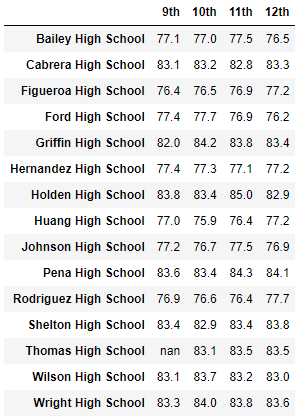 9th 10th 11th 12th
Bailey High School 77.1 77.0 77.5 76.5
Cabrera High School 83.1 83.2 82.8 83.3
Figueroa High School 76.4 76.5 76.9 77.2
Ford High School 77.4 77.7 76.9 76.2
Griffin High School 82.0 84.2 83.8 83.4
Hernandez High School 77.4 77.3 77.1 77.2
Holden High School 83.8 83.4 85.0 82.9
Huang High School 77.0 75.9 76.4 77.2
Johnson High School 77.2 76.7 77.5 76.9
Pena High School 83.6 83.4 84.3 84.1
Rodriguez High School 76.9 76.6 76.4 77.7
Shelton High School 83.4 82.9 83.4 83.8
Thomas High School nan 83.1 83.5 83.5
Wilson High School 83.1 83.7 83.2 83.0
Wright High School 83.3 84.0 83.8 83.6